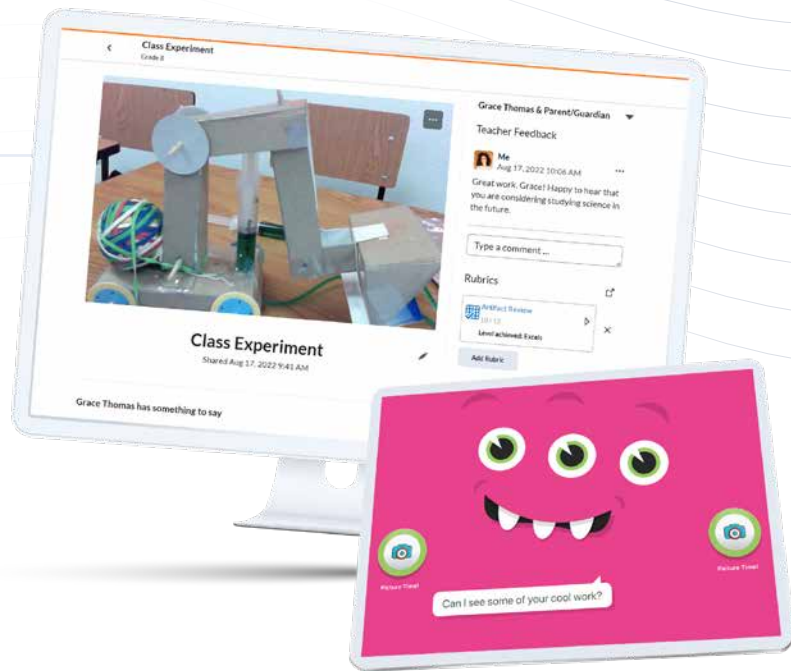 Class Experiment
Grade 8
Grace Thomas & Parent/Guardian
Teacher Feedback
Me
Aug 17, 2022 10:06 AM
Great work, Grace! Happy to hear that
you are considering studying science in
the future.
Type a comment ...
Rubrics
Artifact Review
Level achieved: Excels
Add Rubric
Class Experiment
Shared Aug 17, 2022 9:41 AM
Grace Thomas has something to say
Picture Time!
Picture Time!
Can I see some of your cool work?